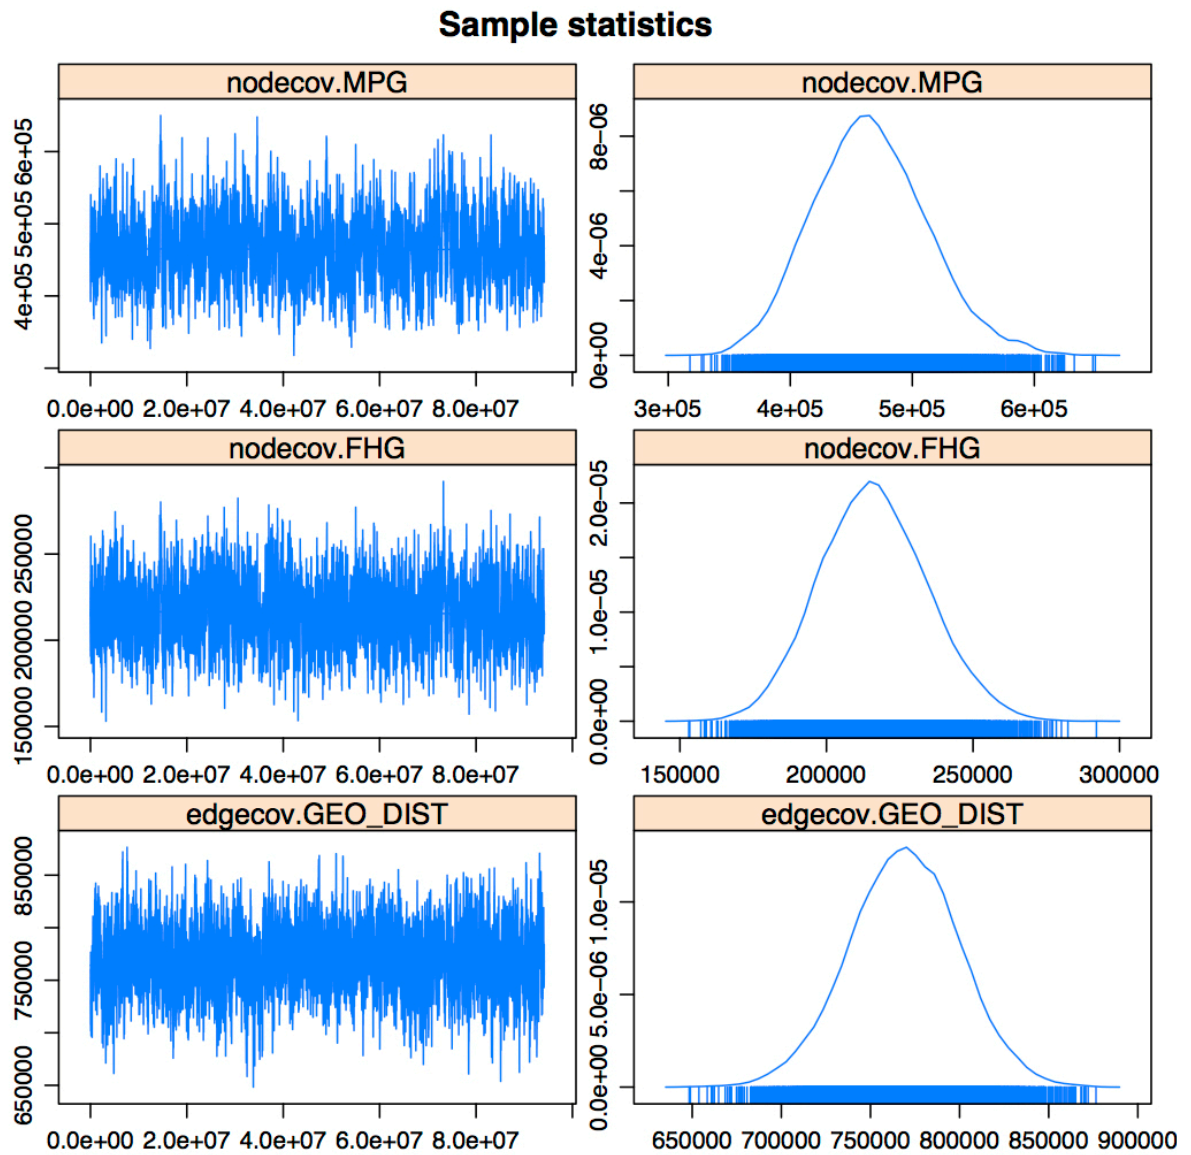 Sample statistics
nodecov.MPG
nodecov.MPG
4e+05 5e+05 6e+05
0e+00 4e−06 8e−06
0.0e+00 2.0e+07 4.0e+07 6.0e+07 8.0e+07
3e+05 4e+05 5e+05 6e+05
nodecov.FHG
nodecov.FHG
150000 200000 250000
0.0e+00 1.0e−05 2.0e−05
0.0e+00 2.0e+07 4.0e+07 6.0e+07 8.0e+07
150000 200000 250000 300000
edgecov.GEO_DIST
edgecov.GEO_DIST
650000 750000 850000
0.0e+00 5.0e−06 1.0e−05
0.0e+00 2.0e+07 4.0e+07 6.0e+07 8.0e+07
650000 700000 750000 800000 850000 900000